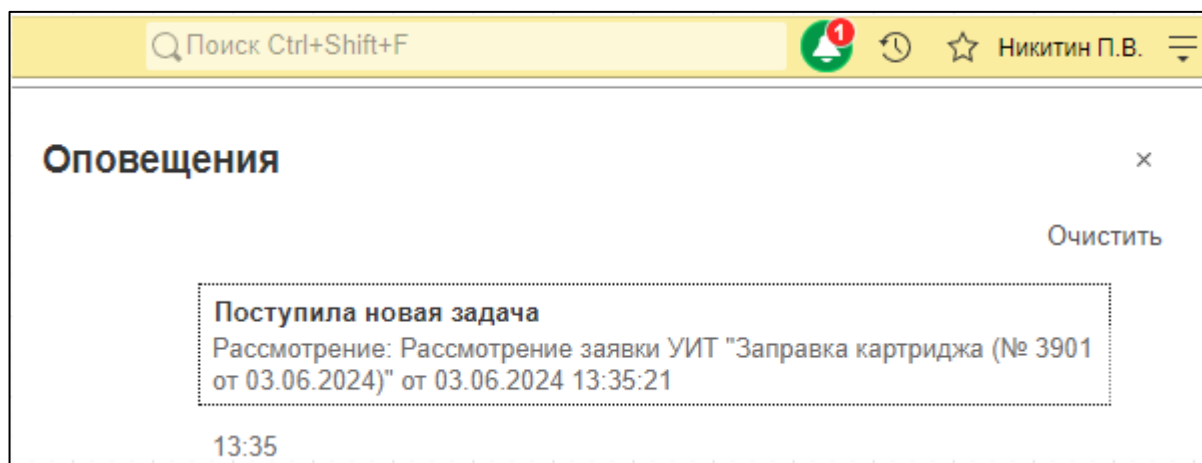 Поиск Ctrl+Shift+F
1
Никитин П.В.
Оповещения
×
Очистить
Поступила новая задача
Рассмотрение: Рассмотрение заявки УИТ "Заправка картриджа (№ 3901
от 03.06.2024)" от 03.06.2024 13:35:21
13:35